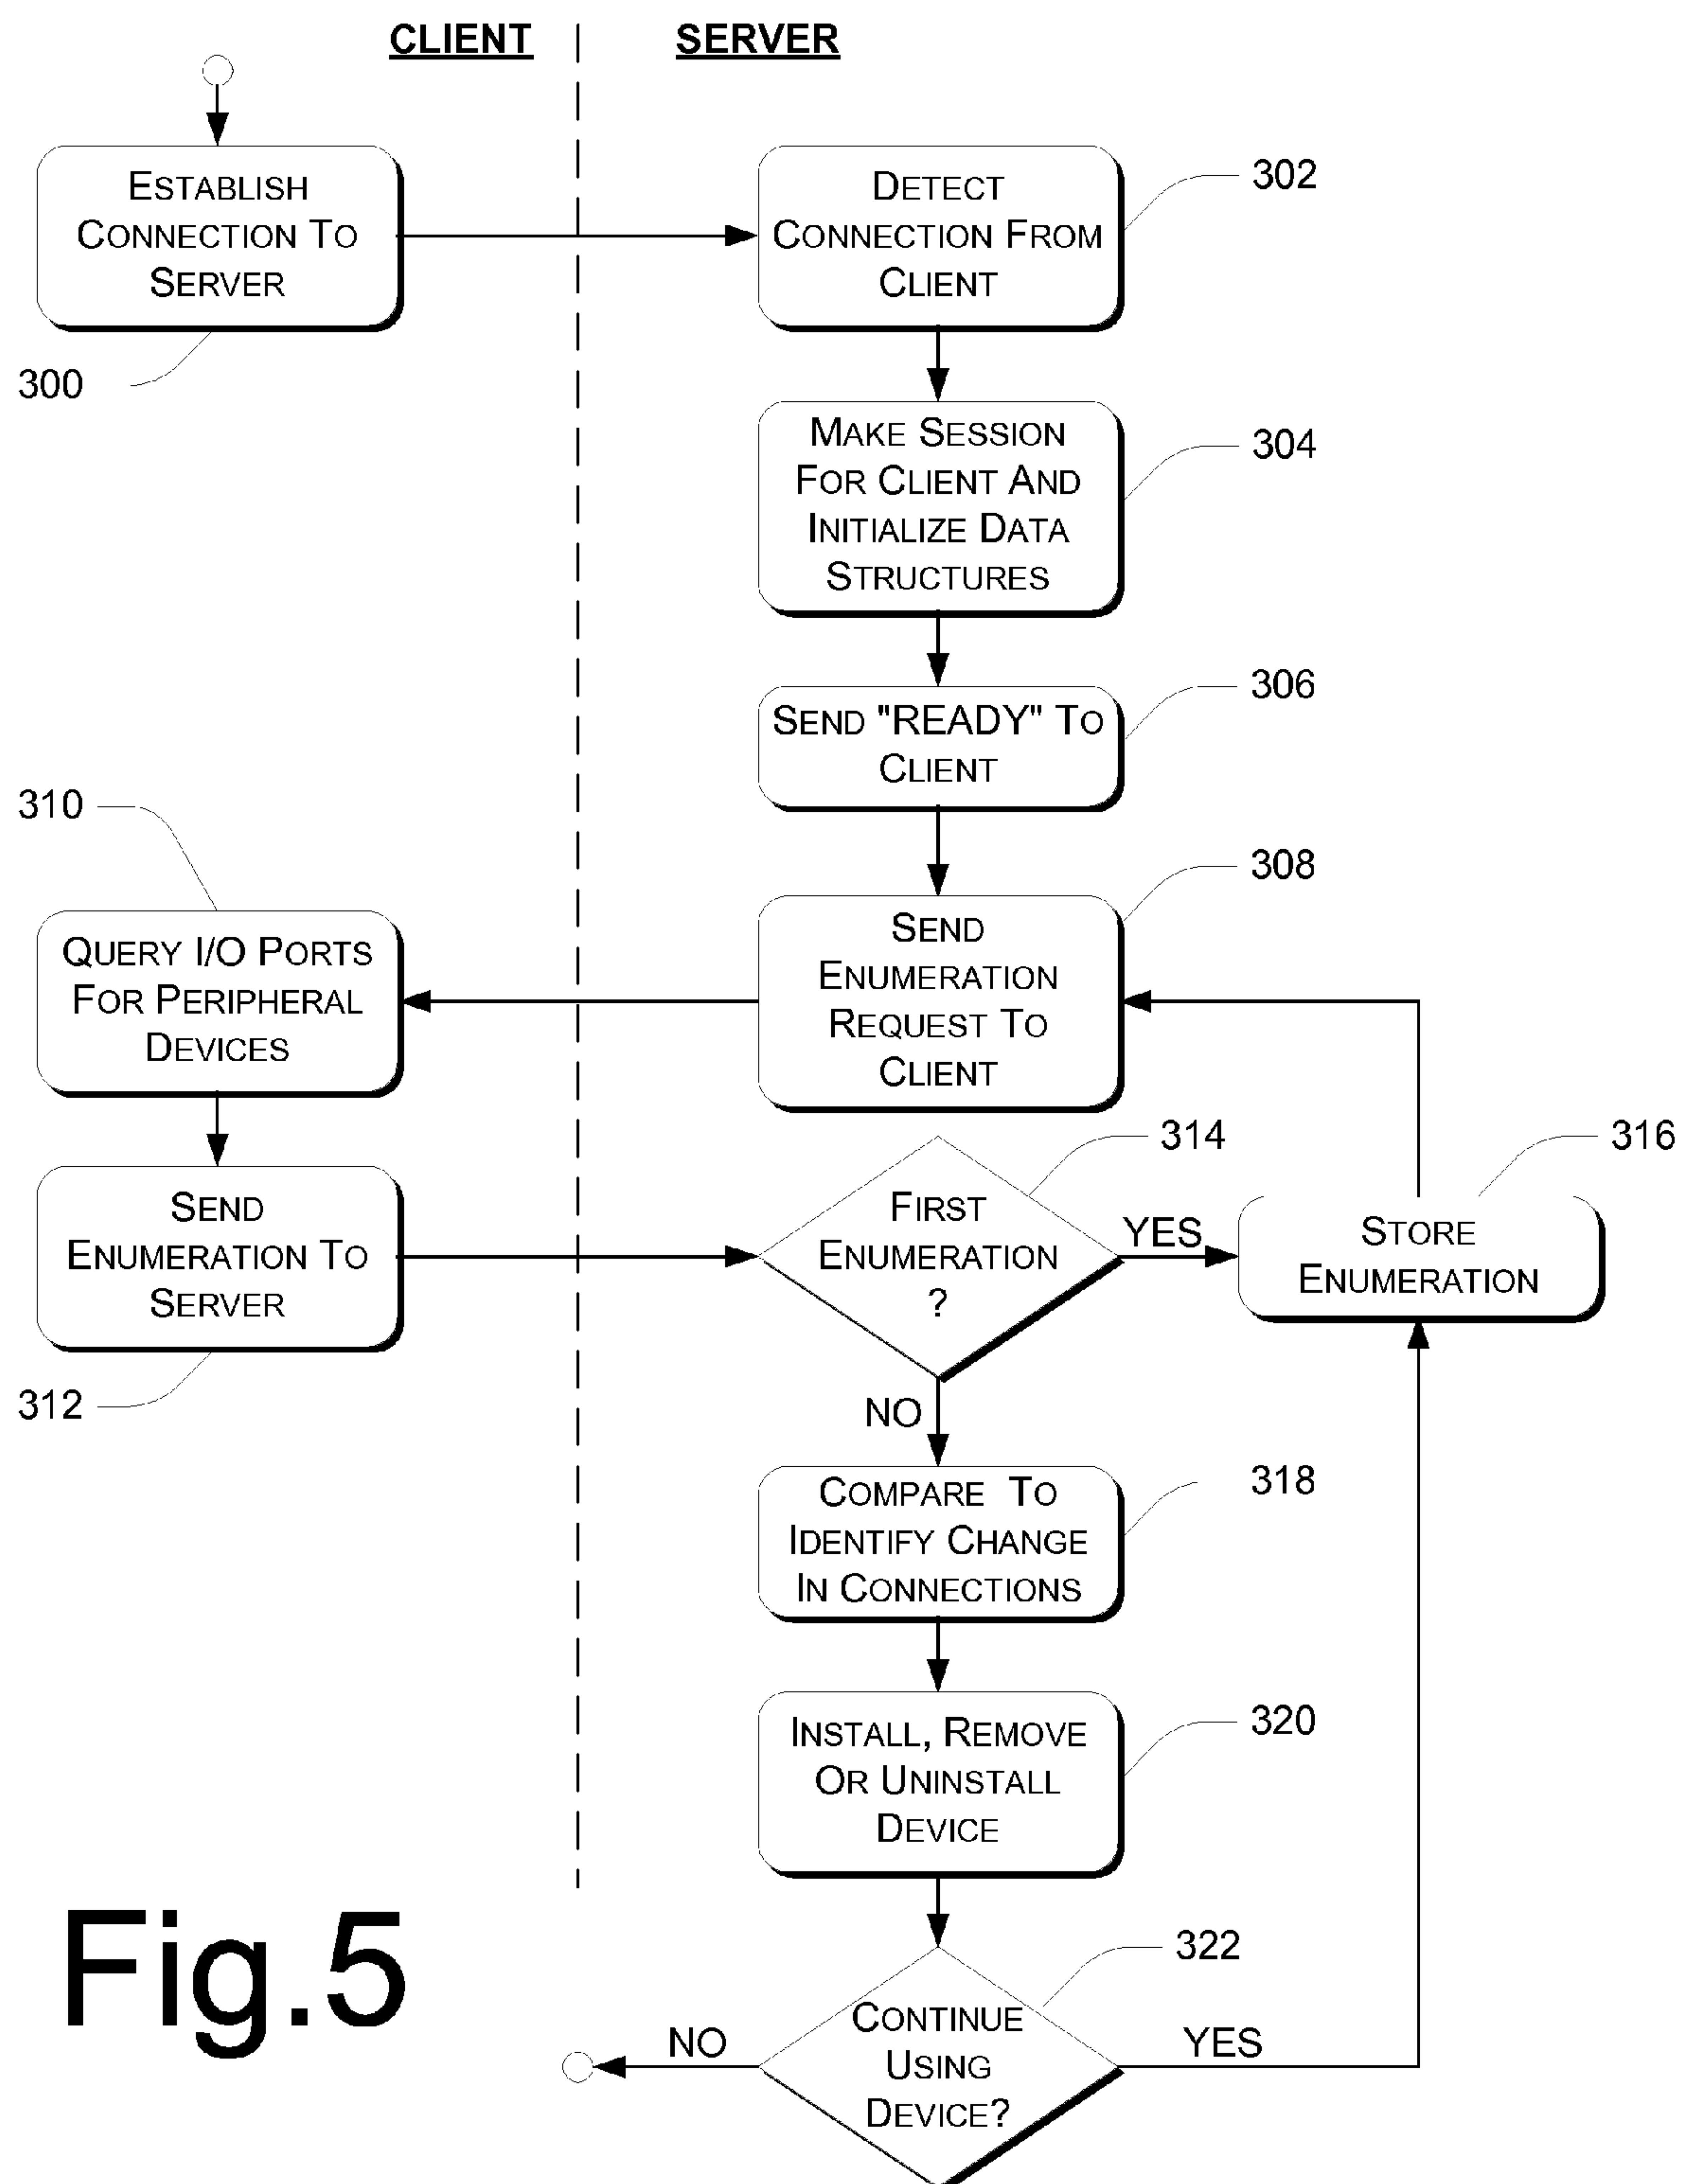 CLIENT
SERVER
ESTABLISH
CONNECTION TO
SERVER
300
DETECT
CONNECTION FROM
CLIENT
302
MAKE SESSION
FOR CLIENT AND
INITIALIZE DATA
STRUCTURES
304
SEND "READY" TO
CLIENT
306
SEND
ENUMERATION
REQUEST TO
CLIENT
308
310
QUERY I/O PORTS
FOR PERIPHERAL
DEVICES
SEND
ENUMERATION TO
SERVER
312
FIRST
ENUMERATION
?
314
YES
STORE
ENUMERATION
316
NO
COMPARE TO
IDENTIFY CHANGE
IN CONNECTIONS
318
INSTALL, REMOVE
OR UNINSTALL
DEVICE
320
CONTINUE
USING
DEVICE?
322
NO
YES
Fig.5